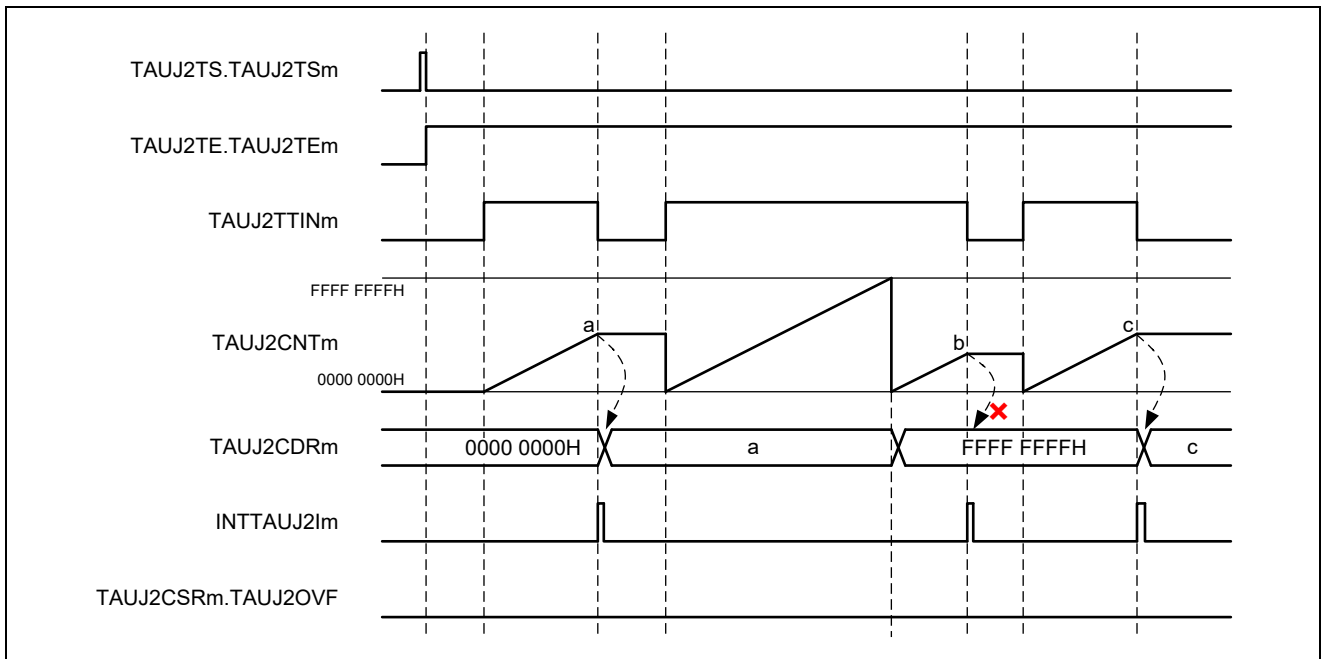 TAUJ2TS.TAUJ2TSm
TAUJ2TE.TAUJ2TEm
TAUJ2TTINm
FFFF FFFFH
TAUJ2CNTm
a
b
c
0000 0000H
TAUJ2CDRm
0000 0000H
a
FFFF FFFFH
c
INTTAUJ2Im
TAUJ2CSRm.TAUJ2OVF